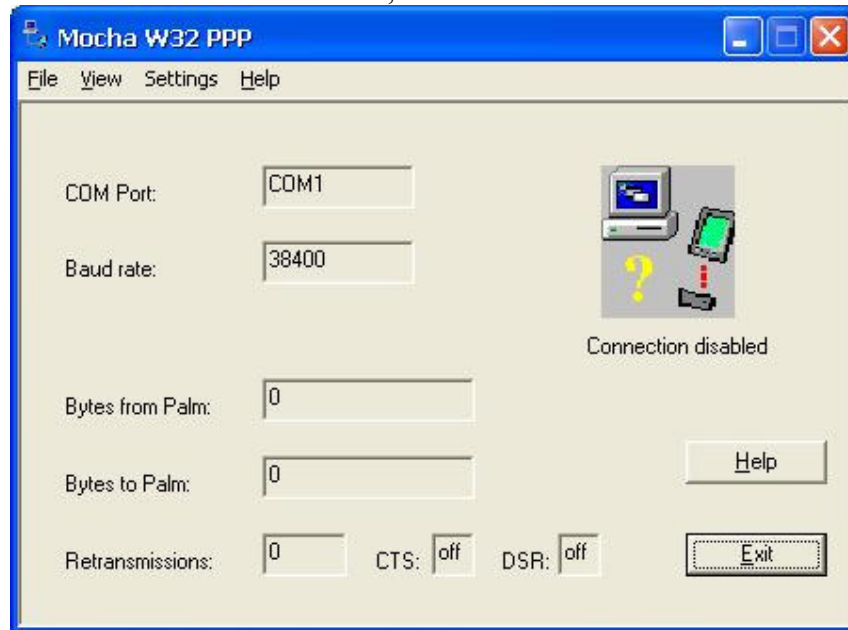 Mocha W32 PPP
File View Settings Help
COM Port: COM1
Baud rate: 38400
?
Connection disabled
Bytes from Palm: 0
Bytes to Palm: 0
Help
Retransmissions: 0 CTS: off DSR: off
Exit